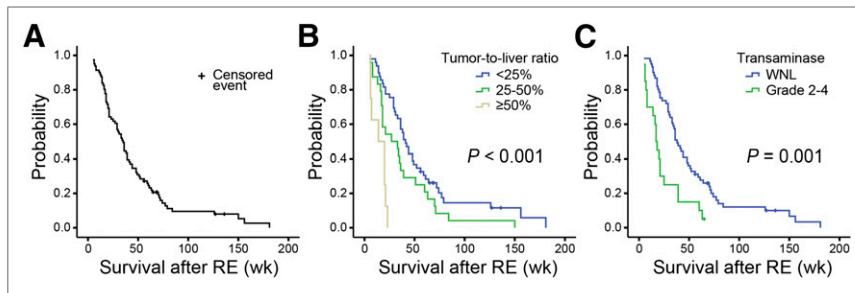 A
Probability
1.0
0.8
0.6
0.4
0.2
0.0
+ Censored
event
0 50 100 150 200
Survival after RE (wk)
B
Probability
1.0
0.8
0.6
0.4
0.2
0.0
Tumor-to-liver ratio
<25%
25-50%
≥50%
P < 0.001
0 50 100 150 200
Survival after RE (wk)
C
Probability
1.0
0.8
0.6
0.4
0.2
0.0
Transaminase
WNL
Grade 2-4
P = 0.001
0 50 100 150 200
Survival after RE (wk)